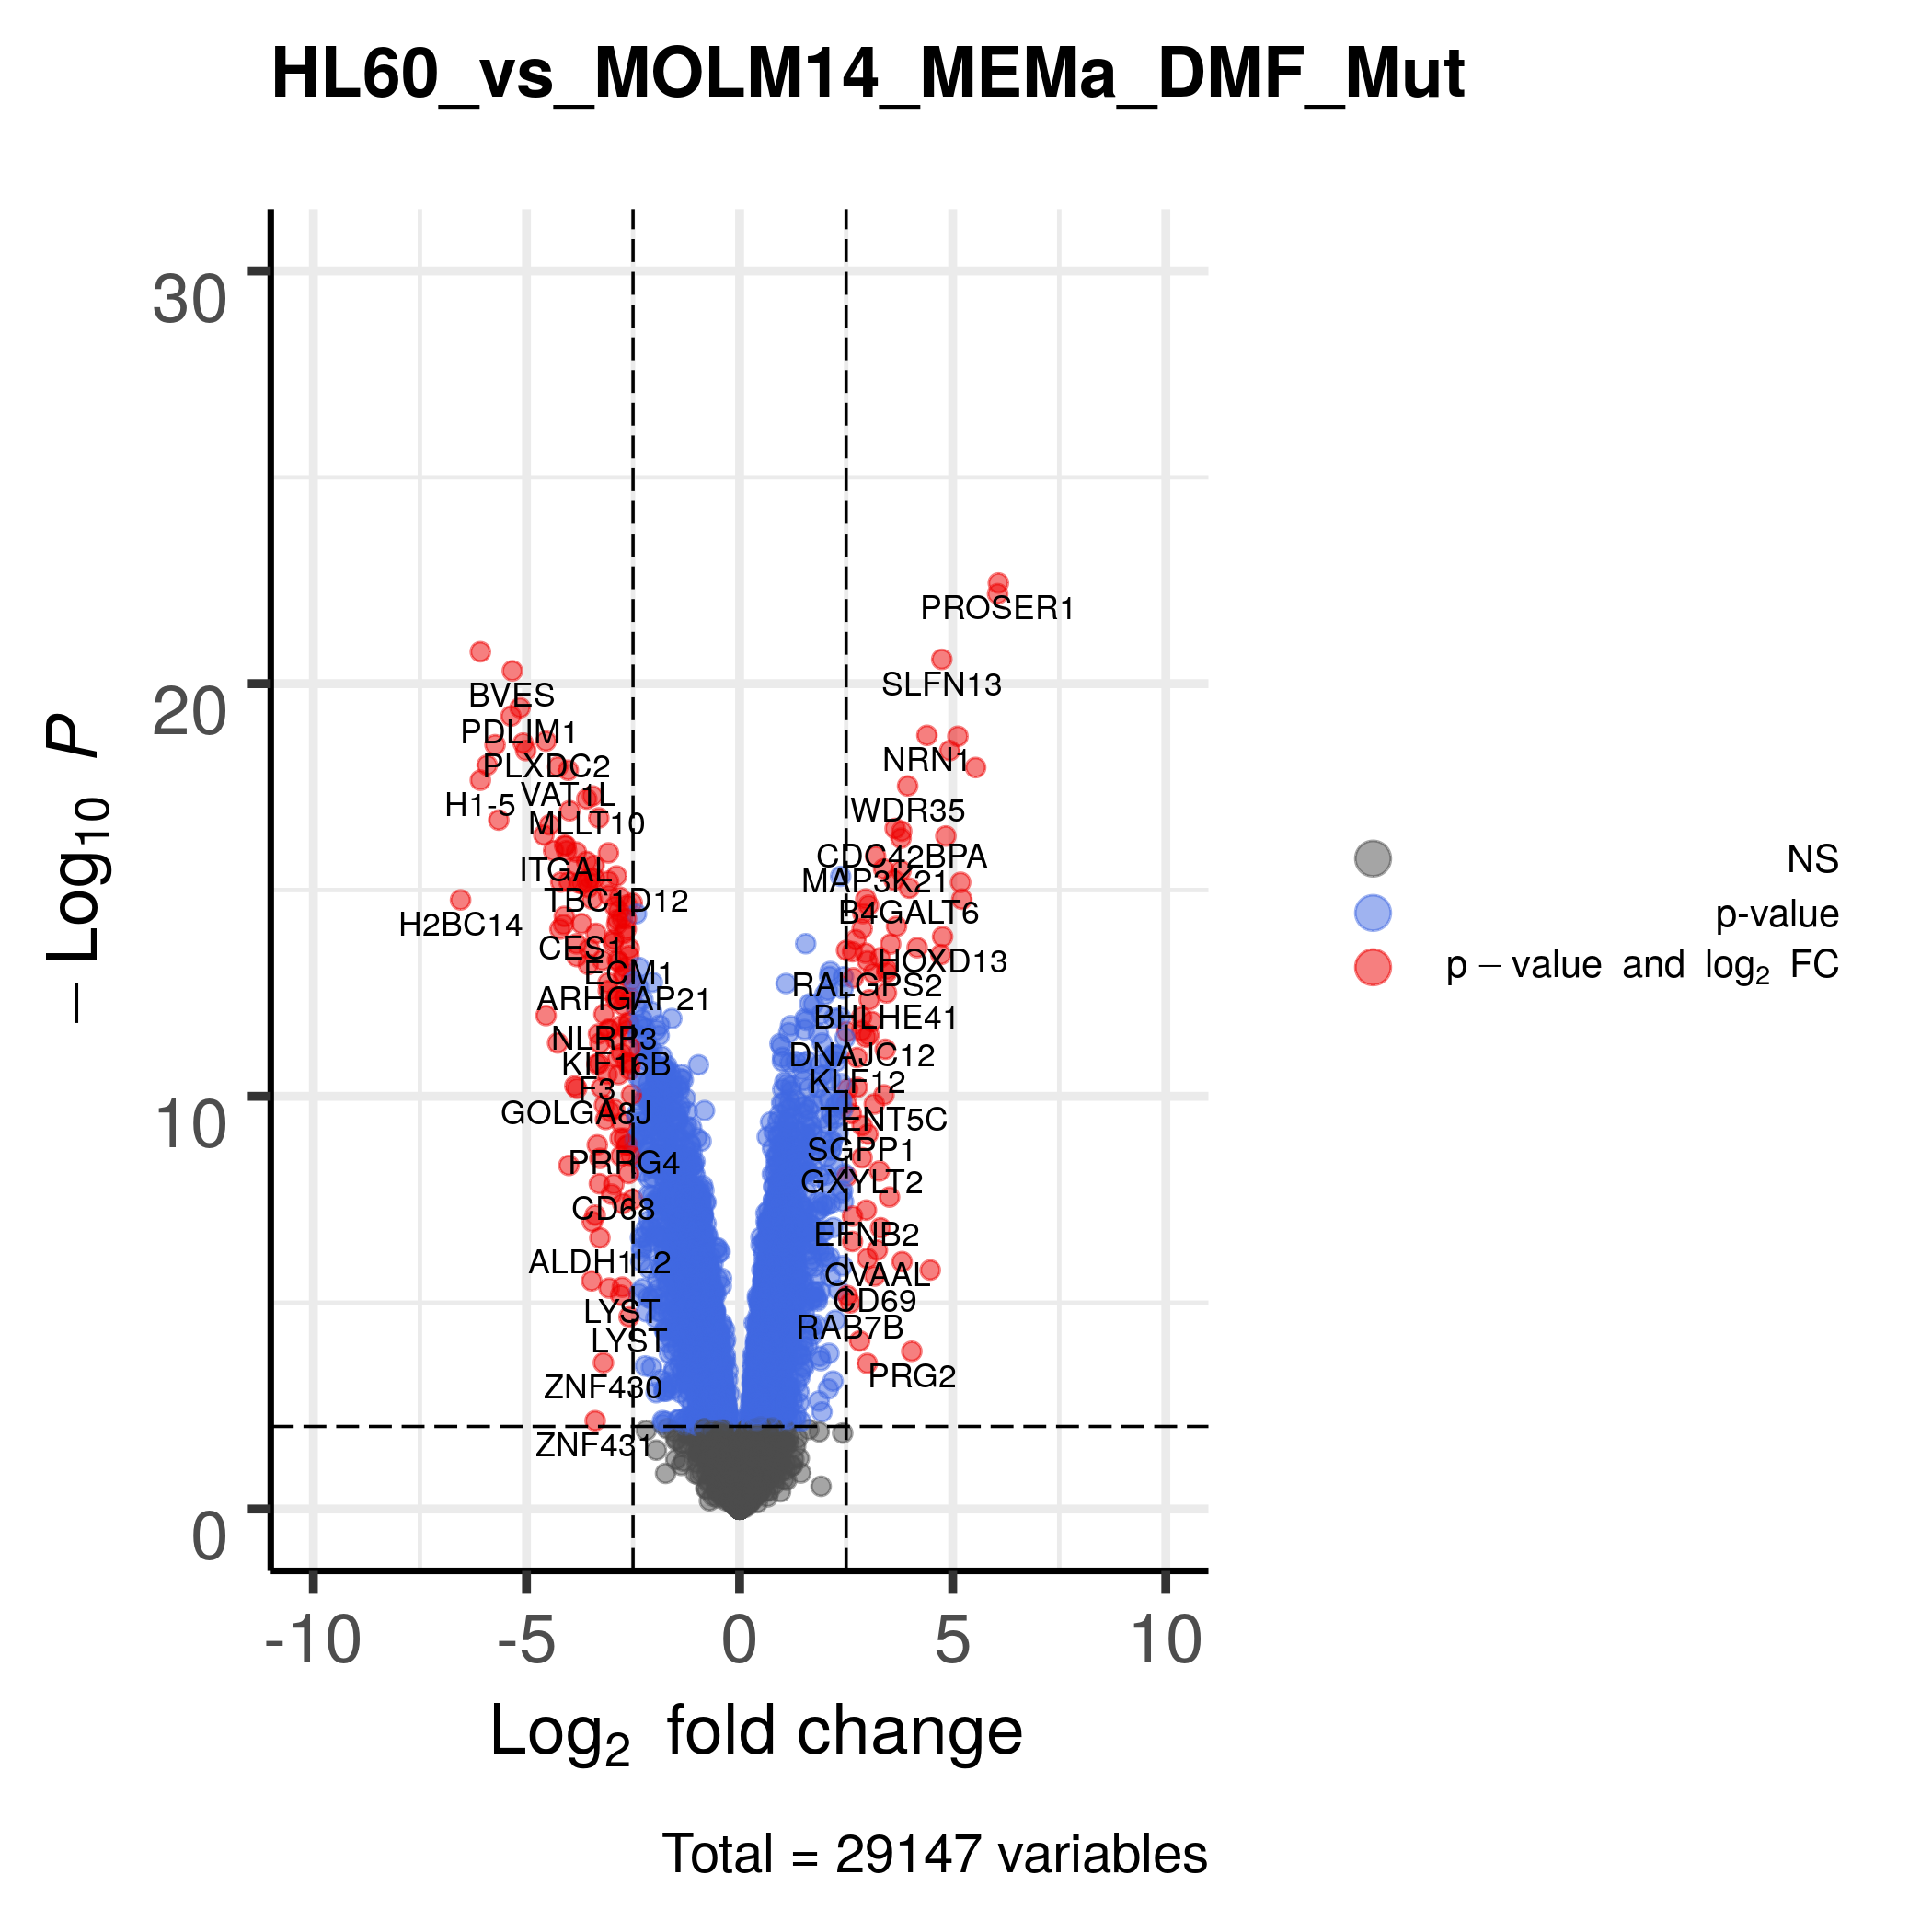 HL60_vs_MOLM14_MEMa_DMF_Mut
30
20
10
0
− Log10 P
PROSER1
SLFN13
BVES
PDLIM1
NRN1
PLXDC2
VAT1L
H1-5
WDR35
MLLT10
CDC42BPA
ITGAL
MAP3K21
TBC1D12
B4GALT6
H2BC14
CES1
HOXD13
ECM1
RALGPS2
ARHGAP21
BHLHE41
NLRP3
DNAJC12
KIF16B
KLF12
F3
GOLGA8J
TENT5C
SGPP1
PRRG4
GXYLT2
CD68
EFNB2
ALDH1L2
OVAAL
CD69
LYST
RAB7B
LYST
PRG2
ZNF430
ZNF431
NS
p-value
p − value and log2 FC
-10 -5 0 5 10
Log2 fold change
Total = 29147 variables